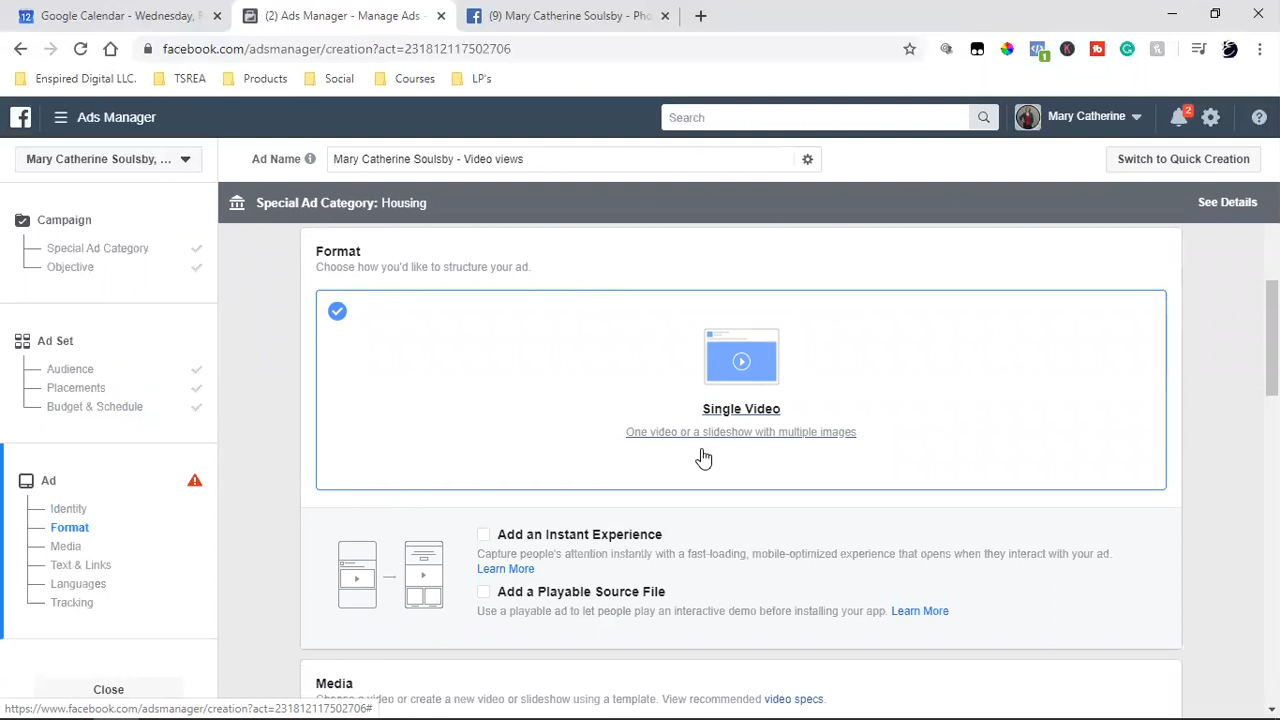 Google Calendar - Wednesday, F
(2) Ads Manager - Manage Ads -
(9) Mary Catherine Soulsby - Pho
facebook.com/adsmanager/creation?act=231812117502706
1
Enspired Digital LLC.
TSREA
Products
Social
Courses
LP's
Ads Manager
Search
Mary Catherine
2
Mary Catherine Soulsby, ...
Ad Name
Mary Catherine Soulsby - Video views
Switch to Quick Creation
Special Ad Category: Housing
See Details
Campaign
Special Ad Category
Objective
Ad Set
Audience
Placements
Budget & Schedule
Ad
Identity
Format
Media
Text & Links
Languages
Tracking
Close
Format
Choose how you'd like to structure your ad.
Single Video
One video or a slideshow with multiple images
Add an Instant Experience
Capture people's attention instantly with a fast-loading, mobile-optimized experience that opens when they interact with your ad.
Learn More
Add a Playable Source File
Use a playable ad to let people play an interactive demo before installing your app. Learn More
Media
Choose a video or create a new video or slideshow using a template. View recommended video specs.
https://www.facebook.com/adsmanager/creation?act=231812117502706#